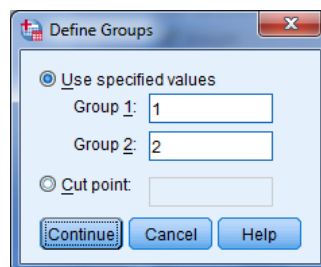 Define Groups
x
Use specified values
Group 1: 1
Group 2: 2
Cut point:
Continue Cancel Help